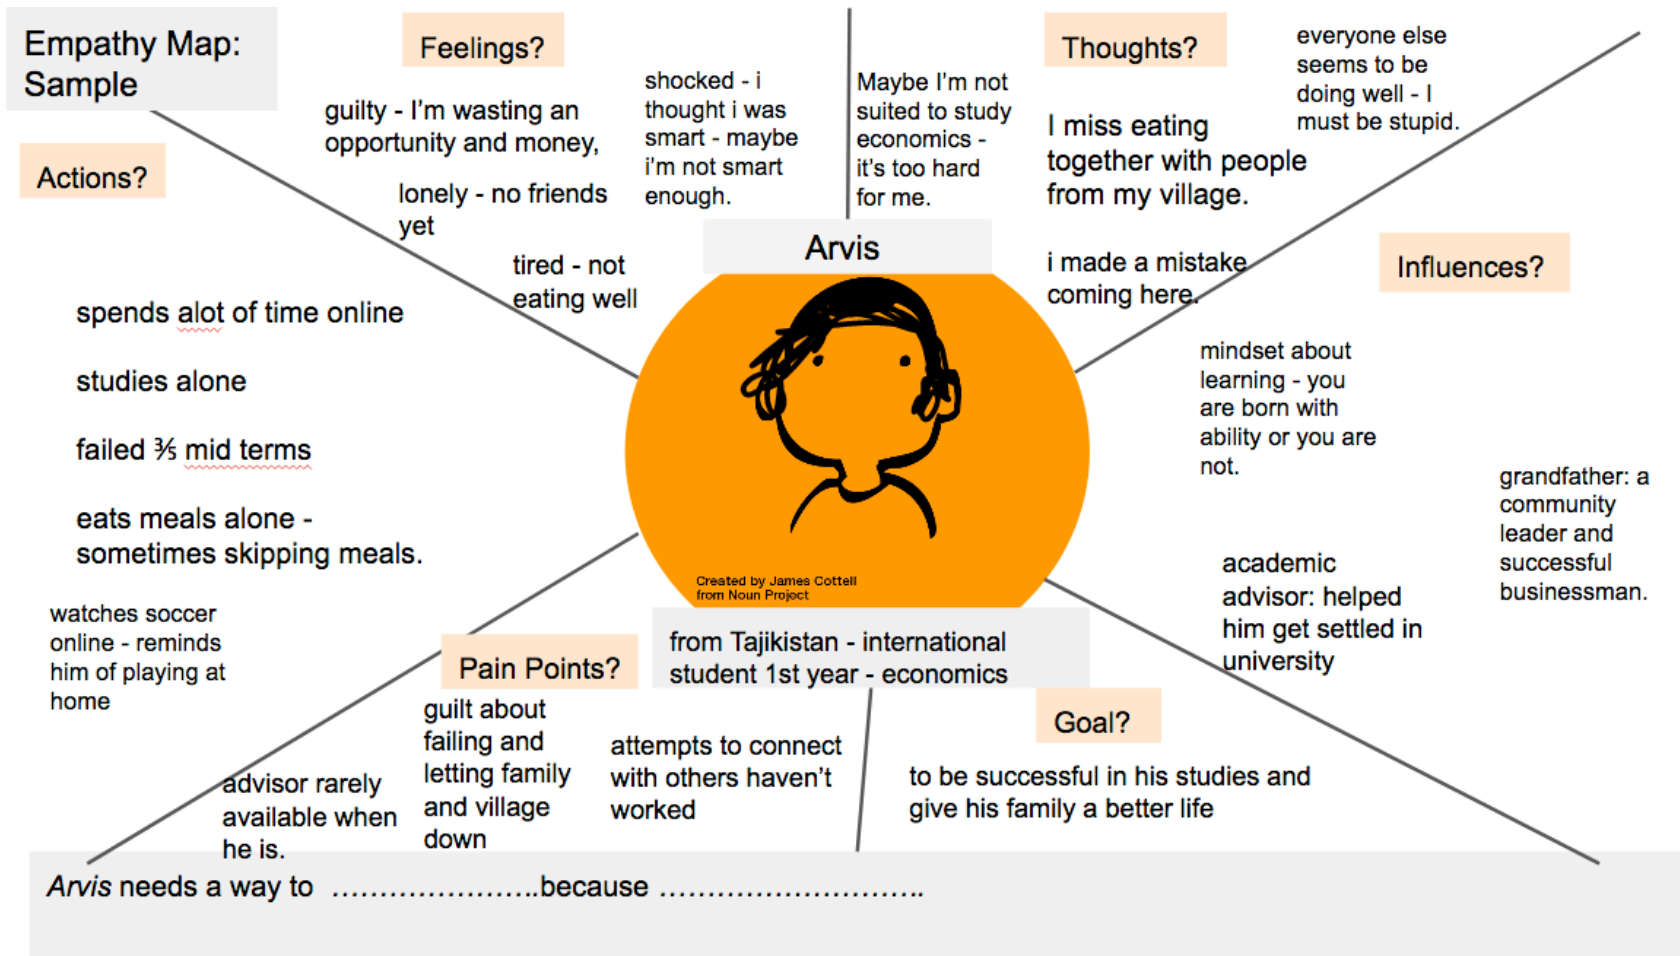 Empathy Map:
Sample
Feelings?
guilty - I'm wasting an
opportunity and money,
lonely - no friends
yet
tired - not
eating well
shocked - i
thought i was
smart - maybe
i'm not smart
enough.
Thoughts?
Maybe I'm not
suited to study
economics -
it's too hard
for me.
I miss eating
together with people
from my village.
i made a mistake
coming here.
everyone else
seems to be
doing well - I
must be stupid.
Actions?
spends alot of time online
studies alone
failed ⅗ mid terms
eats meals alone -
sometimes skipping meals.
watches soccer
online - reminds
him of playing at
home
Arvis
Created by James Cottell
from Noun Project
from Tajikistan - international
student 1st year - economics
Influences?
mindset about
learning - you
are born with
ability or you are
not.
grandfather: a
community
leader and
successful
businessman.
academic
advisor: helped
him get settled in
university
Pain Points?
advisor rarely
available when
he is.
guilt about
failing and
letting family
and village
down
attempts to connect
with others haven't
worked
Goal?
to be successful in his studies and
give his family a better life
Arvis needs a way to ......................because ............................